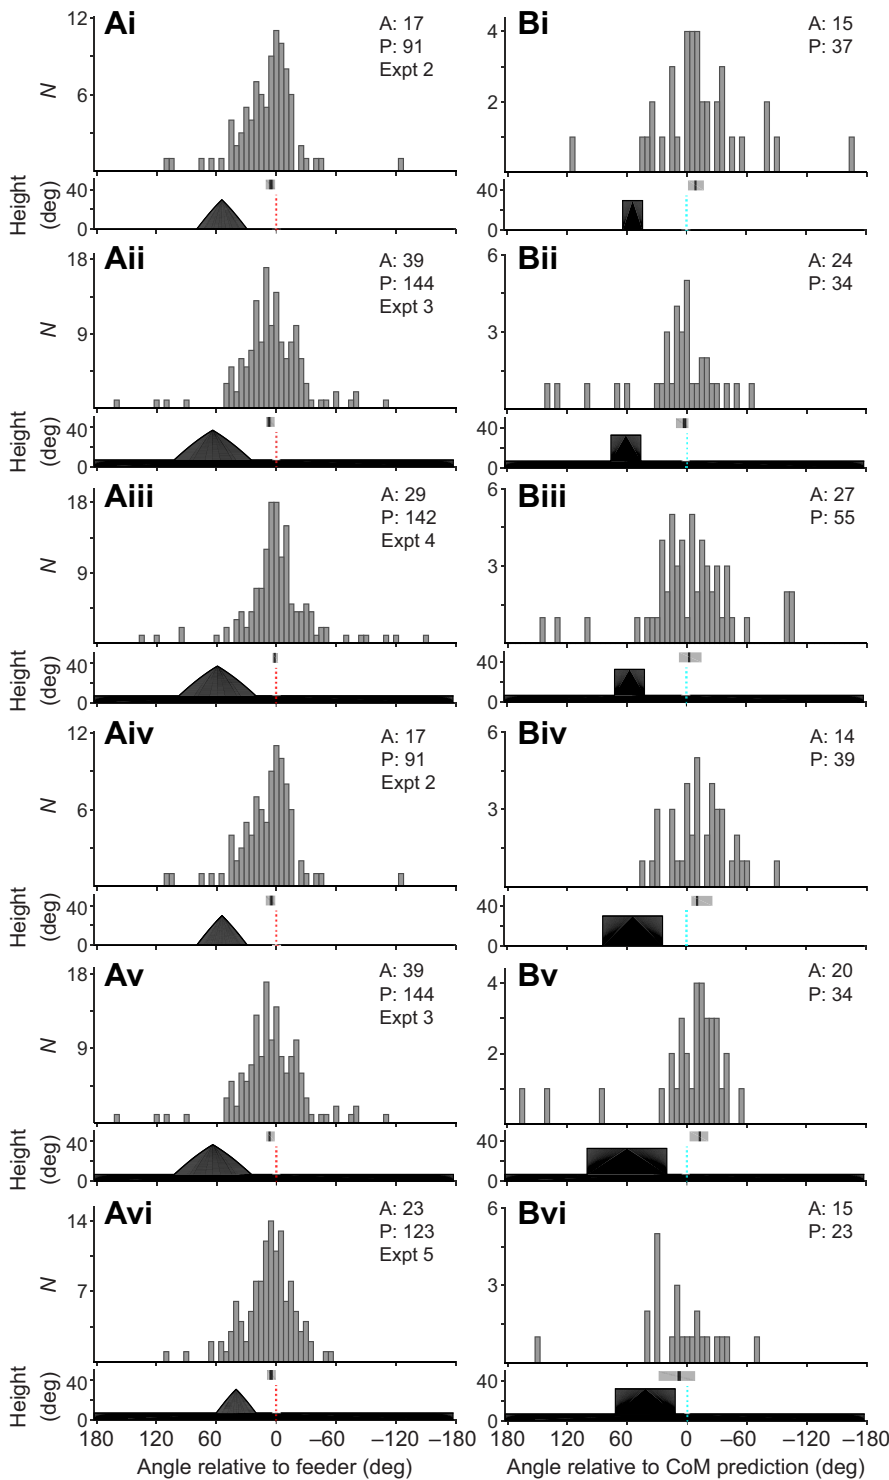 Ai
A: 17
P: 91
Expt 2
12
6
N
40
0
Height
(deg)
Bi
A: 15
P: 37
4
2
40
0
Aii
A: 39
P: 144
Expt 3
18
9
N
40
0
Height
(deg)
Bii
A: 24
P: 34
6
3
40
0
Aiii
A: 29
P: 142
Expt 4
18
9
N
40
0
Height
(deg)
Biii
A: 27
P: 55
6
3
40
0
Aiv
A: 17
P: 91
Expt 2
12
6
N
40
0
Height
(deg)
Biv
A: 14
P: 39
6
3
40
0
Av
A: 39
P: 144
Expt 3
18
9
N
40
0
Height
(deg)
Bv
A: 20
P: 34
4
2
40
0
Avi
A: 23
P: 123
Expt 5
14
7
N
40
0
Height
(deg)
180 120 60 0 –60 –120 –180
Angle relative to feeder (deg)
Bvi
A: 15
P: 23
6
3
40
0
180 120 60 0 –60 –120 –180
Angle relative to CoM prediction (deg)